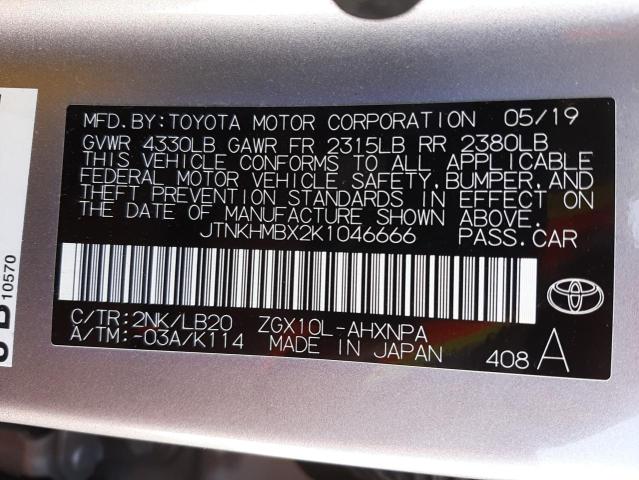 MFD.BY:TOYOTA MOTOR CORPORATION 05/19
GVWR 4330LB GAWR FR 2315LB RR 2380LB
THIS VEHICLE CONFORMS TO ALL APPLICABLE
FEDERAL MOTOR VEHICLE SAFETY,BUMPER,AND
THEFT PREVENTION STANDARDS IN EFFECT ON
THE DATE OF MANUFACTURE SHOWN ABOVE.
JTNKHMBX2K1046666 PASS.CAR
C/TR:2NK/LB20 ZGX10L-AHXNPA
A/TM:-03A/K114 MADE IN JAPAN
408 A
10570